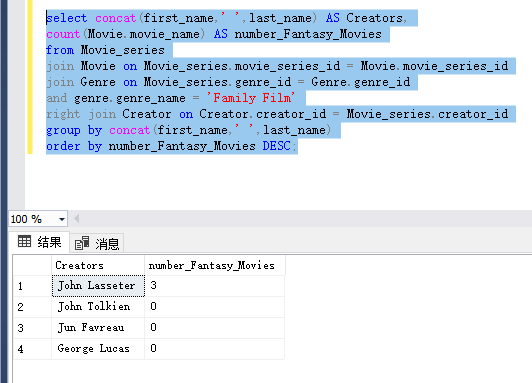 select concat(first_name,' ',last_name) AS Creators,
count(Movie.movie_name) AS number_Fantasy_Movies
from Movie_series
join Movie on Movie_series.movie_series_id = Movie.movie_series_id
join Genre on Movie_series.genre_id = Genre.genre_id
and genre.genre_name = 'Family Film'
right join Creator on Creator.creator_id = Movie_series.creator_id
group by concat(first_name,' ',last_name)
order by number_Fantasy_Movies DESC;
100 %
结果 消息
Creators number_Fantasy_Movies
1 John Lasseter 3
2 John Tolkien 0
3 Jun Favreau 0
4 George Lucas 0